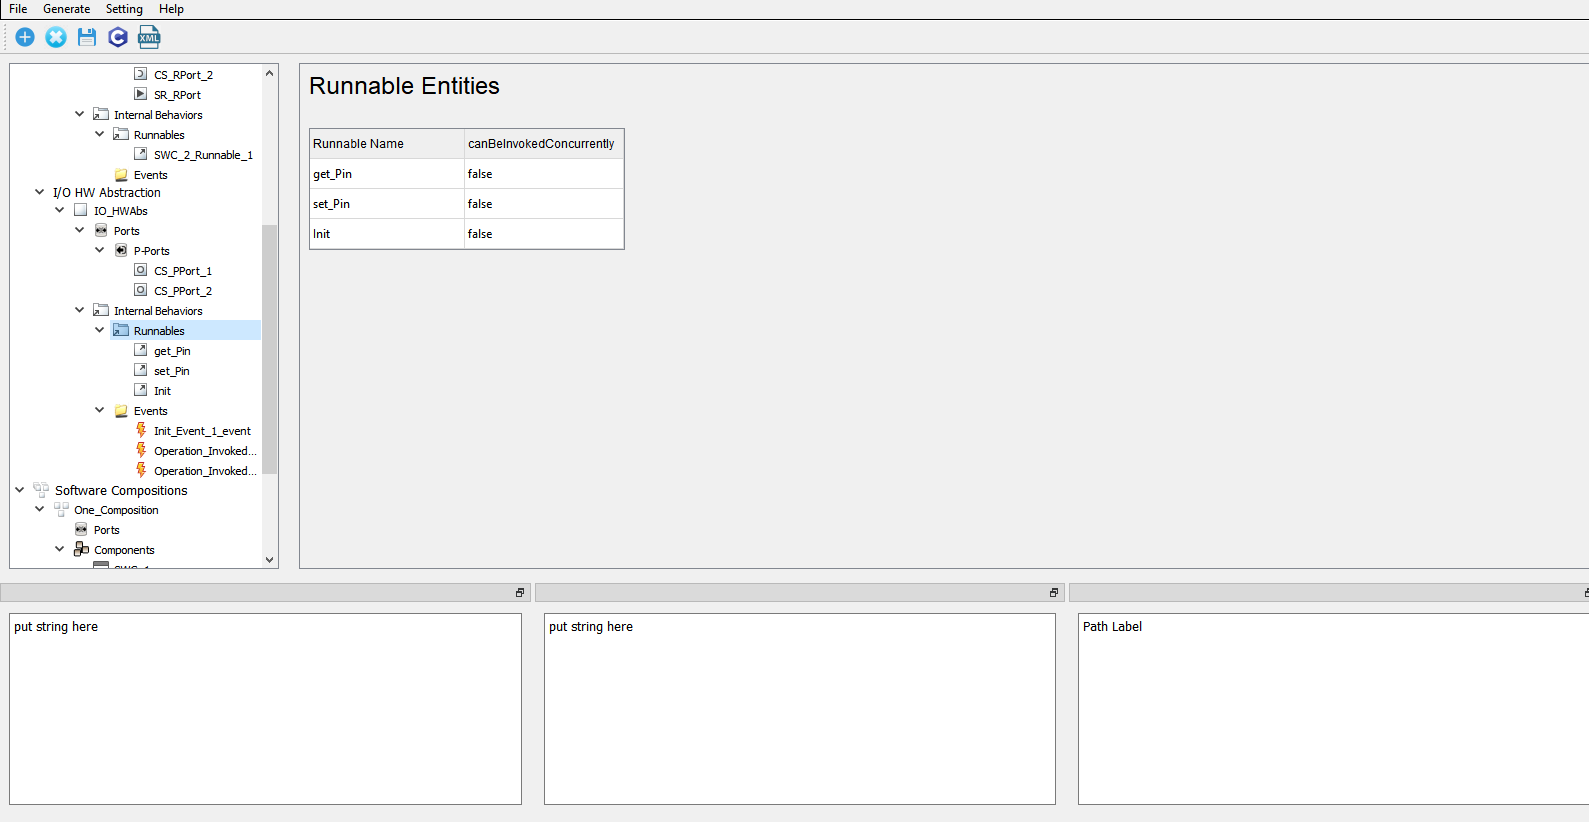 File Generate Setting Help
XML
CS_RPort_2
SR_RPort
Internal Behaviors
Runnables
SWC_2_Runnable_1
Events
I/O HW Abstraction
IO_HWAbs
Ports
P-Ports
CS_PPort_1
CS_PPort_2
Internal Behaviors
Runnables
get_Pin
set_Pin
Init
Events
Init_Event_1_event
Operation_Invoked...
Operation_Invoked...
Software Compositions
One_Composition
Ports
Components
Runnable Entities
Runnable Name canBeInvokedConcurrently
get_Pin false
set_Pin false
Init false
put string here
put string here
Path Label